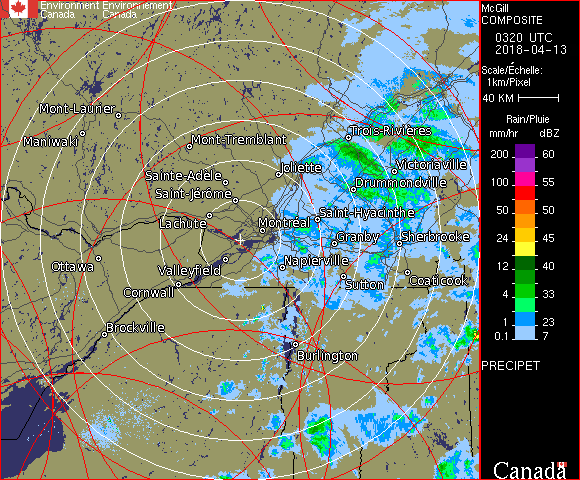 Environment Environnement
Canada Canada
McGill
COMPOSITE
0320 UTC
2018-04-13
Scale/Échelle:
1km/Pixel
40 KM
Rain/Pluie
mm/hr dBZ
200 60
100 55
50 50
24 45
12 40
4 33
1 23
0.1 7
PRECIPET
Canada
Mont-Laurier
Maniwaki
Mont-Tremblant
Trois-Rivières
Victoriaville
Sainte-Adèle
Joliette
Drummondville
Saint-Jérôme
Lachute
Montréal
Saint-Hyacinthe
Granby
Sherbrooke
Ottawa
Valleyfield
Napierville
Cornwall
Sutton
Coaticook
Brockville
Burlington